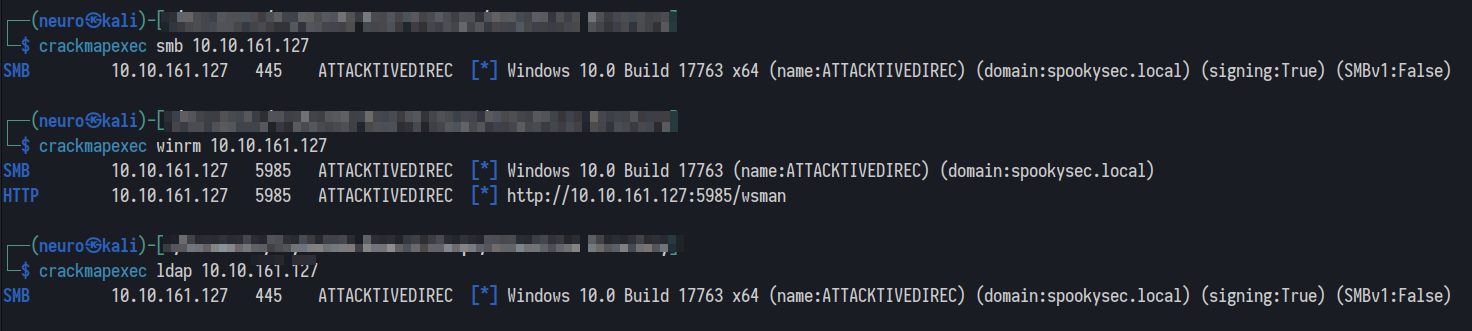 ┌──(neuro㉿kali)-[
└─$ crackmapexec smb 10.10.161.127
SMB         10.10.161.127   445    ATTACKTIVEDIREC  [*] Windows 10.0 Build 17763 x64 (name:ATTACKTIVEDIREC) (domain:spookysec.local) (signing:True) (SMBv1:False)
┌──(neuro㉿kali)-[
└─$ crackmapexec winrm 10.10.161.127
SMB         10.10.161.127   5985   ATTACKTIVEDIREC  [*] Windows 10.0 Build 17763 (name:ATTACKTIVEDIREC) (domain:spookysec.local)
HTTP        10.10.161.127   5985   ATTACKTIVEDIREC  [*] http://10.10.161.127:5985/wsman
┌──(neuro㉿kali)-[
└─$ crackmapexec ldap 10.10.161.127
SMB         10.10.161.127   445    ATTACKTIVEDIREC  [*] Windows 10.0 Build 17763 x64 (name:ATTACKTIVEDIREC) (domain:spookysec.local) (signing:True) (SMBv1:False)